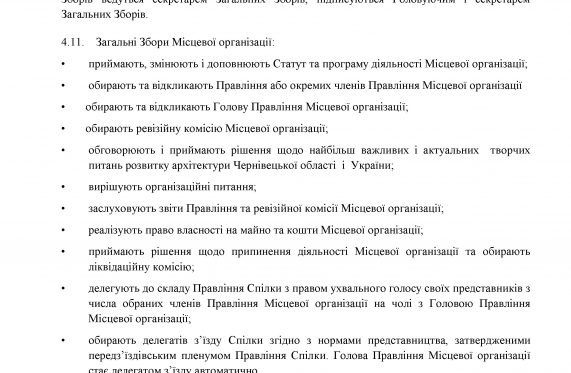 Зборів ведуться секретарем Загальних Зборів, підписуються Головуючим і секретарем
Загальних Зборів.
4.11. Загальні Збори Місцевої організації:
• приймають, змінюють і доповнюють Статут та програму діяльності Місцевої організації;
• обирають та відкликають Правління або окремих членів Правління Місцевої організації
• обирають та відкликають Голову Правління Місцевої організації;
• обирають ревізійну комісію Місцевої організації;
• обговорюють і приймають рішення щодо найбільш важливих і актуальних творчих
питань розвитку архітектури Чернівецької області і України;
• вирішують організаційні питання;
• заслуховують звіти Правління та ревізійної комісії Місцевої організації;
• реалізують право власності на майно та кошти Місцевої організації;
• приймають рішення щодо припинення діяльності Місцевої організації та обирають
ліквідаційну комісію;
• делегують до складу Правління Спілки з правом ухвального голосу своїх представників з
числа обраних членів Правління Місцевої організації на чолі з Головою Правління
Місцевої організації;
• обирають делегатів з’їзду Спілки згідно з нормами представництва, затвердженими
передз’їздівським пленумом Правління Спілки. Голова Правління Місцевої організації
стає делегатом з’їзду автоматично.